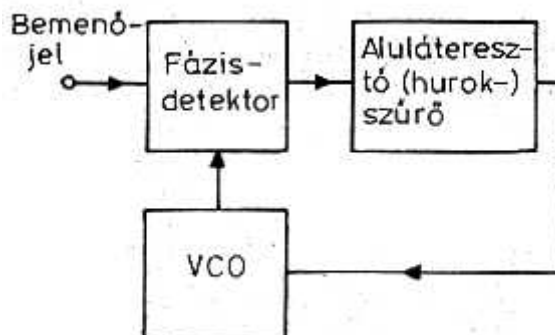 Bemenő-
jel
Fázis-
detektor
Aluláteresz-
tő (hurok-)
szűrő
VCO